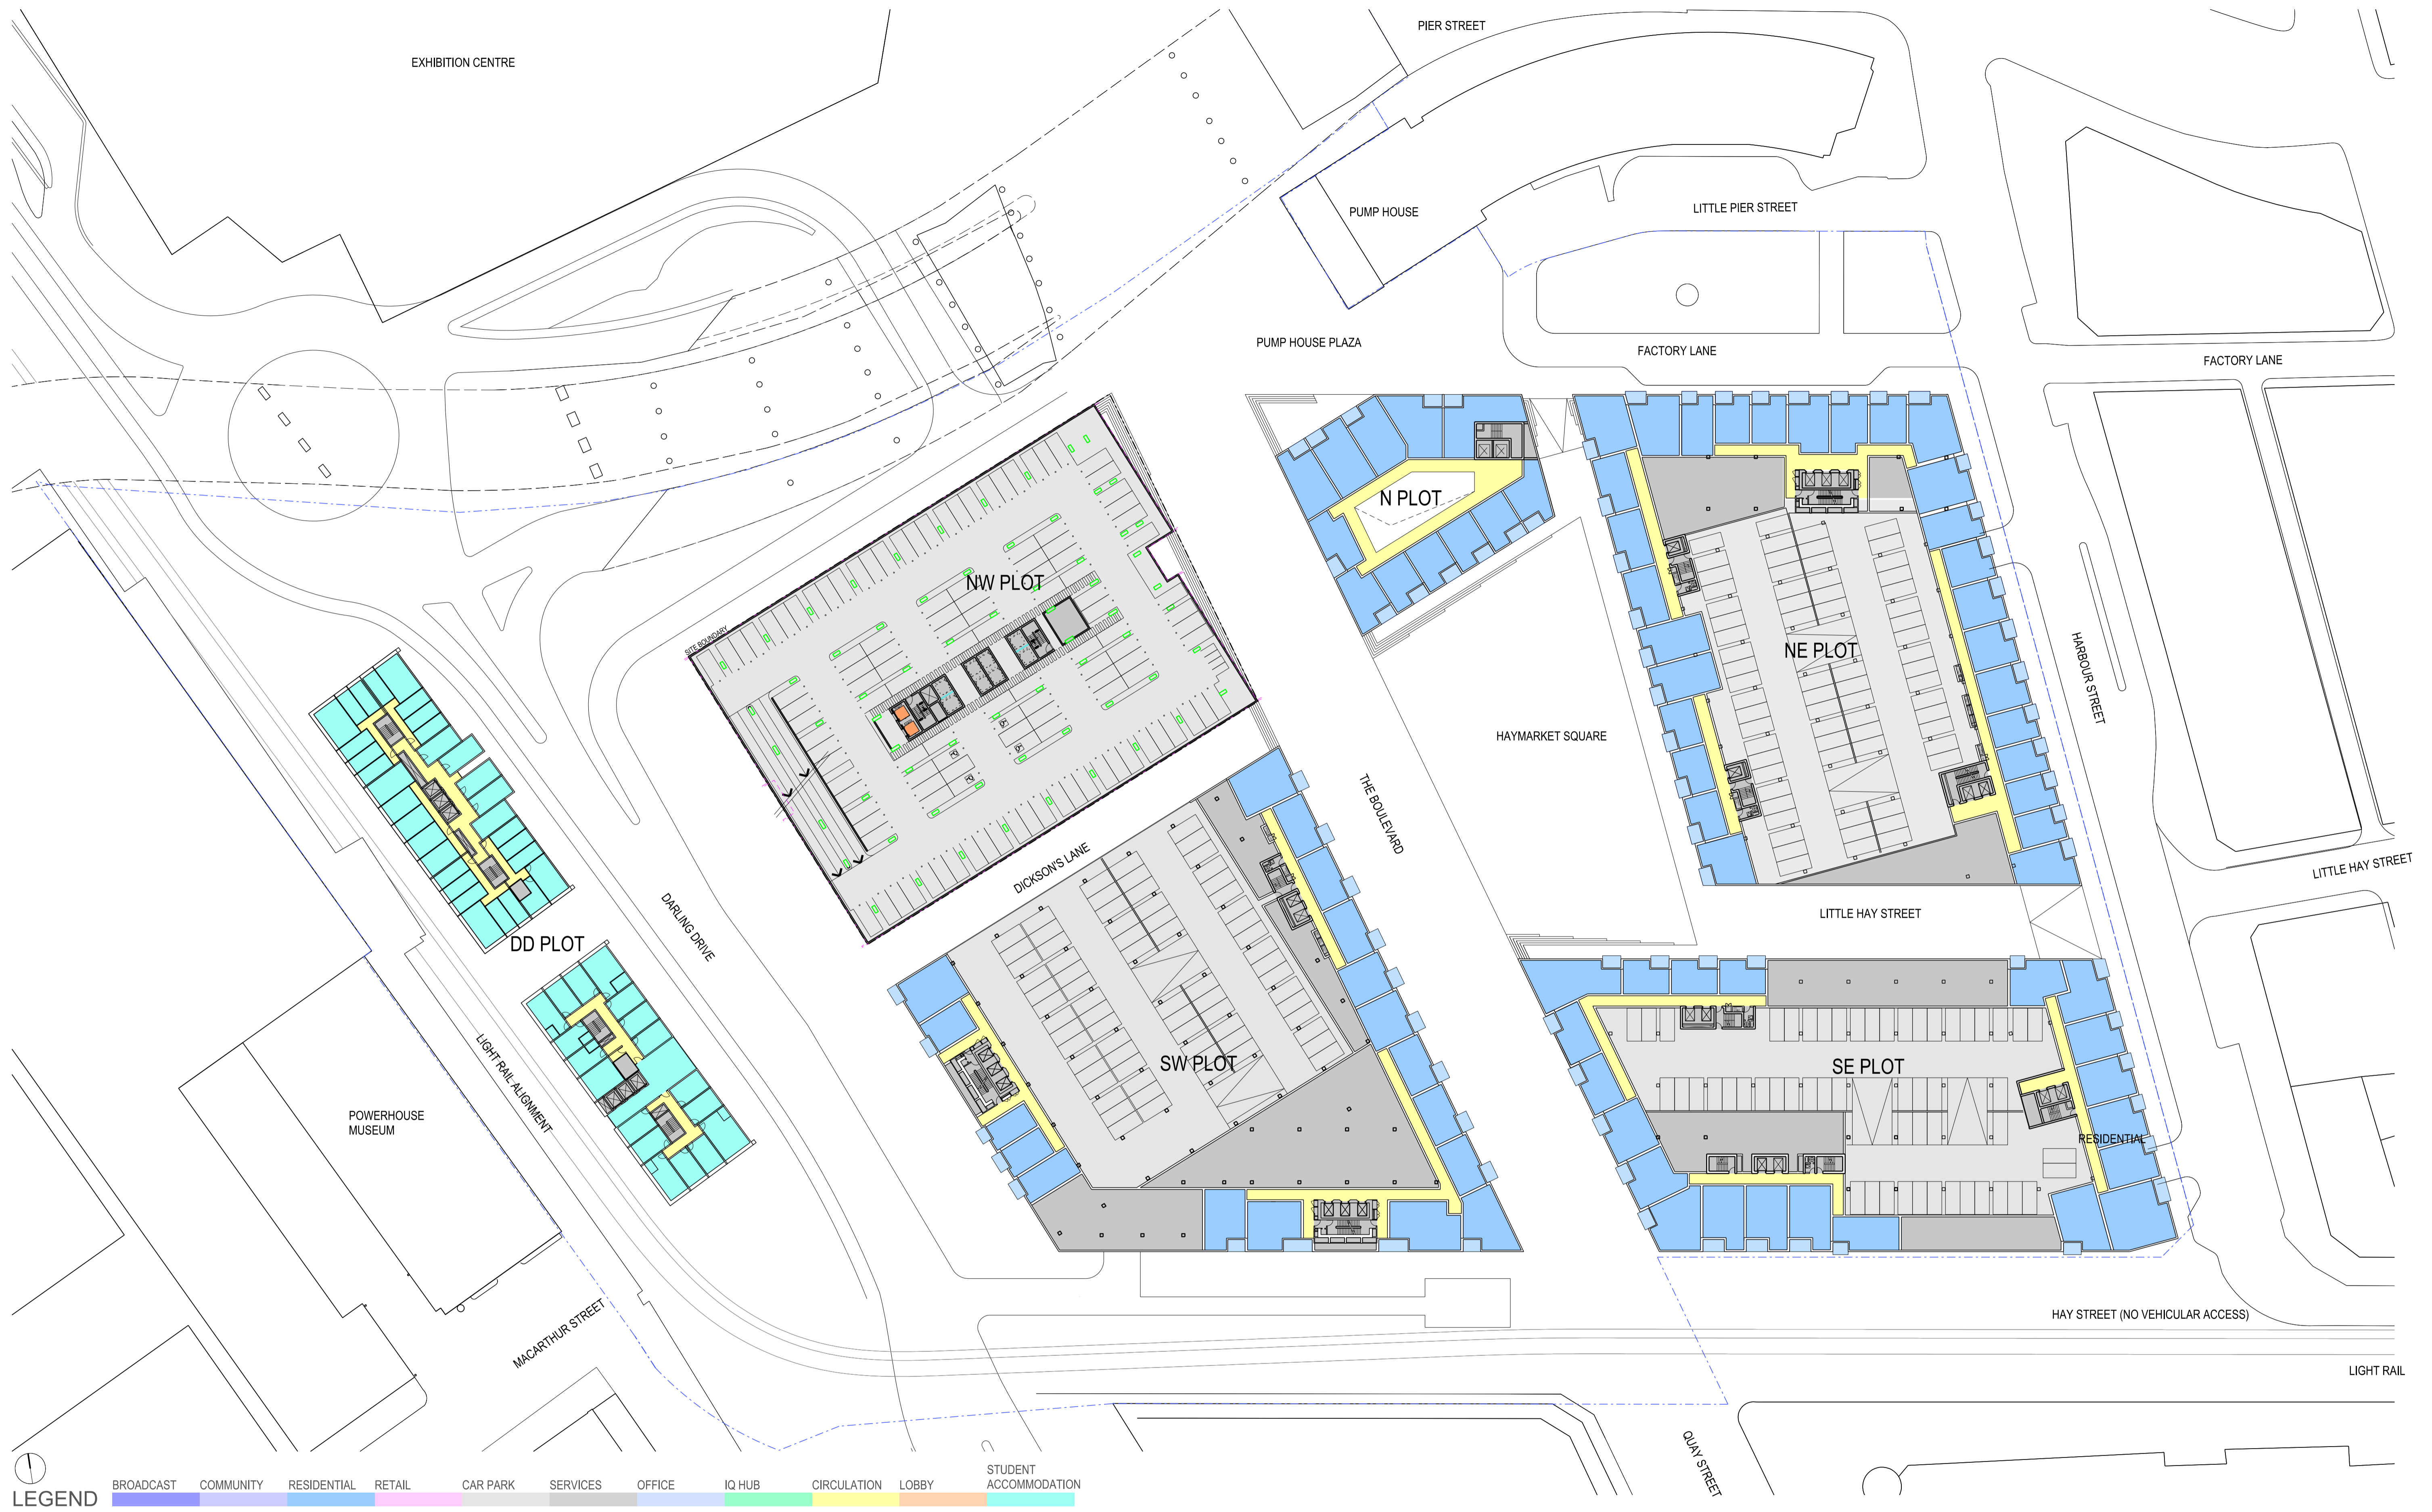 PIER STREET
EXHIBITION CENTRE
LITTLE PIER STREET
PUMP HOUSE
PUMP HOUSE PLAZA
FACTORY LANE
FACTORY LANE
N PLOT
NW PLOT
SITE BOUNDARY
NE PLOT
HARBOUR STREET
HAYMARKET SQUARE
THE BOULEVARD
DICKSON'S LANE
LITTLE HAY STREET
DARLING DRIVE
LITTLE HAY STREET
DD PLOT
SW PLOT
SE PLOT
LIGHT RAIL ALIGNMENT
POWERHOUSE
MUSEUM
RESIDENTIAL
MACARTHUR STREET
HAY STREET (NO VEHICULAR ACCESS)
LIGHT RAIL
QUAY STREET
LEGEND
BROADCAST
COMMUNITY
RESIDENTIAL
RETAIL
CAR PARK
SERVICES
OFFICE
IQ HUB
CIRCULATION
LOBBY
STUDENT
ACCOMMODATION